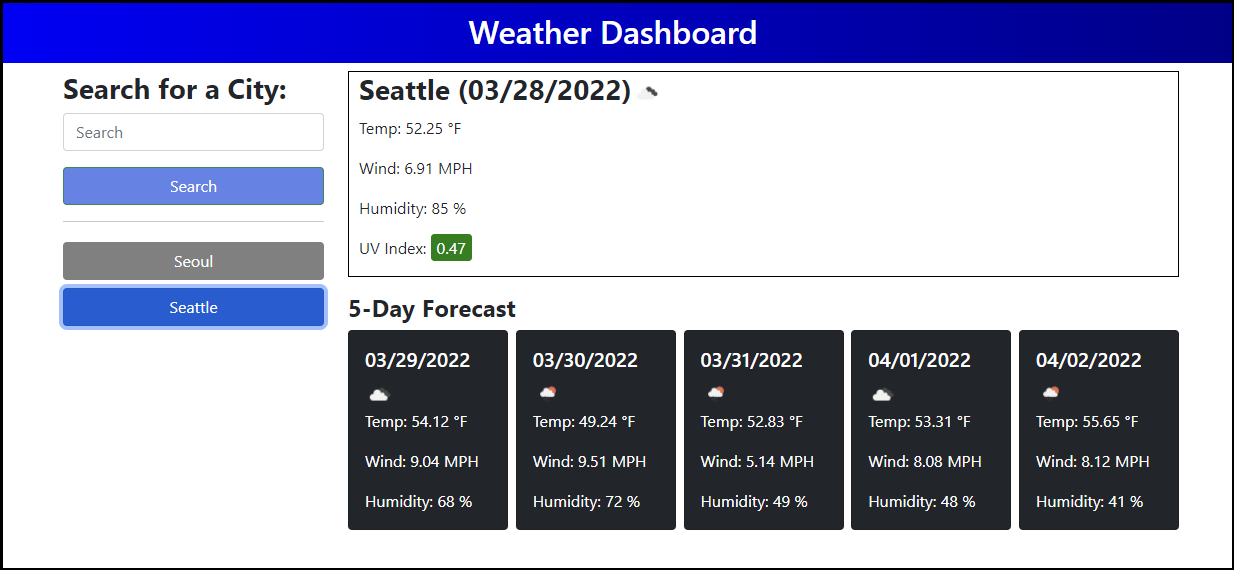 Weather Dashboard
Search for a City:
Search
Search
Seoul
Seattle
Seattle (03/28/2022)
Temp: 52.25 °F
Wind: 6.91 MPH
Humidity: 85 %
UV Index: 0.47
5-Day Forecast
03/29/2022
Temp: 54.12 °F
Wind: 9.04 MPH
Humidity: 68 %
03/30/2022
Temp: 49.24 °F
Wind: 9.51 MPH
Humidity: 72 %
03/31/2022
Temp: 52.83 °F
Wind: 5.14 MPH
Humidity: 49 %
04/01/2022
Temp: 53.31 °F
Wind: 8.08 MPH
Humidity: 48 %
04/02/2022
Temp: 55.65 °F
Wind: 8.12 MPH
Humidity: 41 %